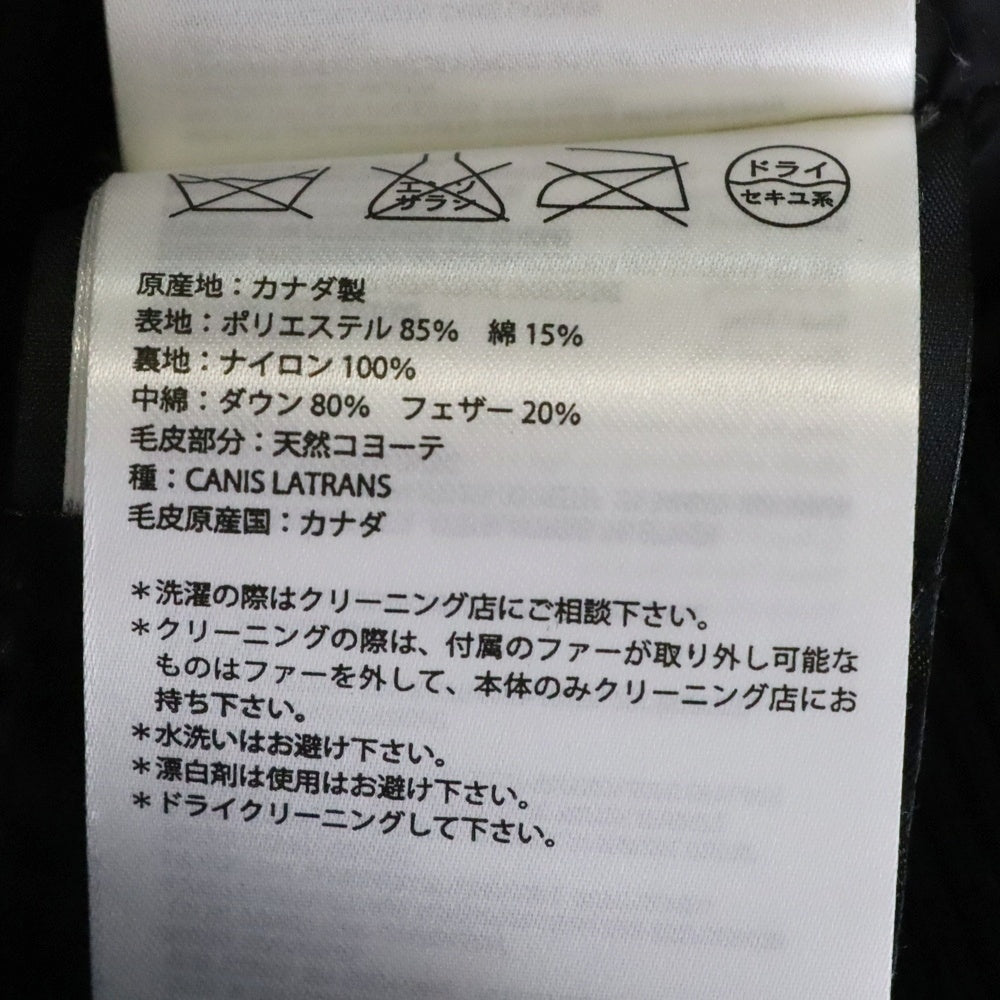 エンソ
サラシ
ドライ
セキユ系
原産地：カナダ製
表地：ポリエステル 85%　綿 15%
裏地：ナイロン 100%
中綿：ダウン 80%　フェザー 20%
毛皮部分：天然コヨーテ
種：CANIS LATRANS
毛皮原産国：カナダ
＊洗濯の際はクリーニング店にご相談下さい。
＊クリーニングの際は、付属のファーが取り外し可能な
ものはファーを外して、本体のみクリーニング店にお
持ち下さい。
＊水洗いはお避け下さい。
＊漂白剤は使用はお避け下さい。
＊ドライクリーニングして下さい。